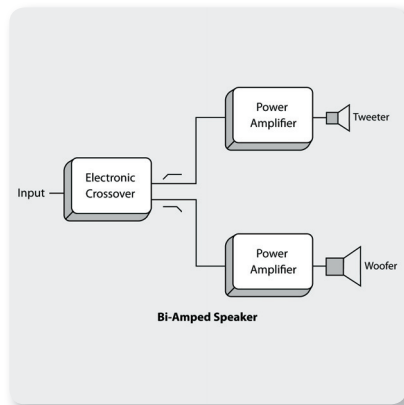 Power
Amplifier
Tweeter
Electronic
Crossover
Input
Power
Amplifier
Woofer
Bi-Amped Speaker